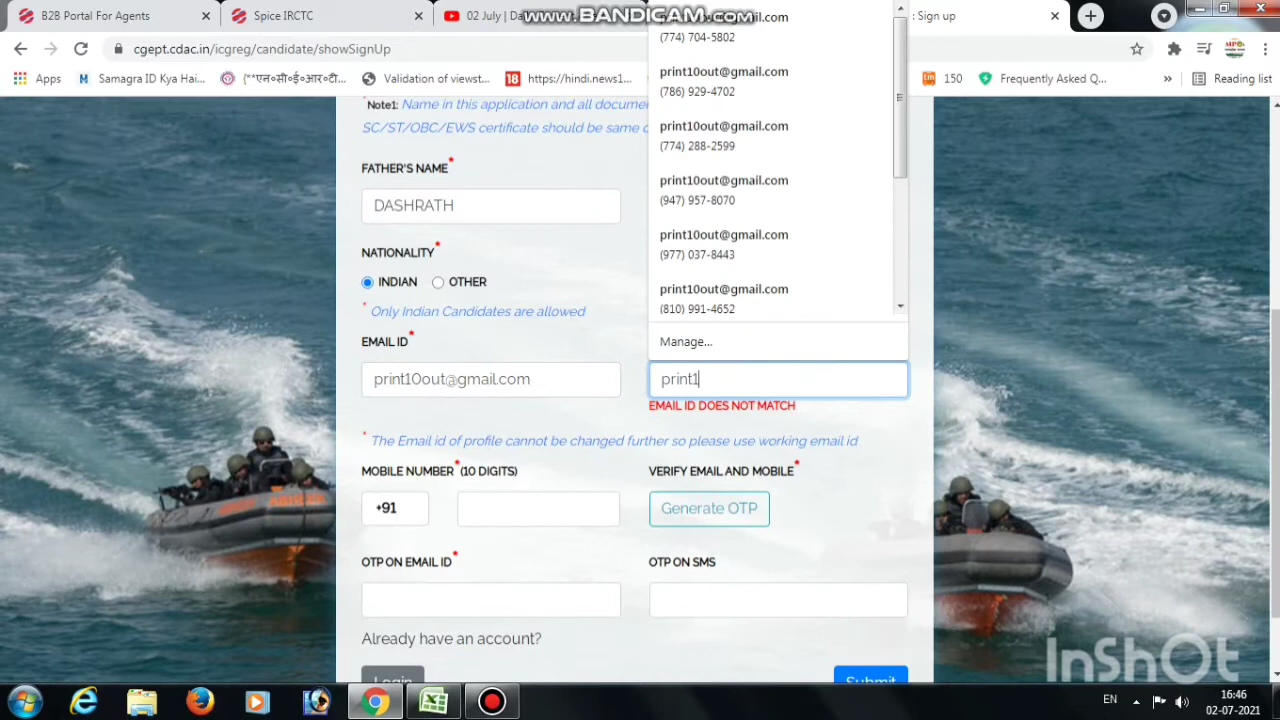 B2B Portal For Agents
Spice IRCTC
02 July | Da
www.BANDICAM.com
: Sign up
cgept.cdac.in/icgreg/candidate/showSignUp
Apps
Samagra ID Kya Hai...
(**एन०सी०ई०आर०टी...
Validation of viewst...
18
https://hindi.news1...
tm
150
Frequently Asked Q...
»
Reading list
*Note1: Name in this application and all docume
SC/ST/OBC/EWS certificate should be same
FATHER'S NAME*
DASHRATH
NATIONALITY*
INDIAN
OTHER
* Only Indian Candidates are allowed
EMAIL ID*
print10out@gmail.com
(774) 704-5802
print10out@gmail.com
(786) 929-4702
print10out@gmail.com
(774) 288-2599
print10out@gmail.com
(947) 957-8070
print10out@gmail.com
(977) 037-8443
print10out@gmail.com
(810) 991-4652
Manage...
print1
EMAIL ID DOES NOT MATCH
* The Email id of profile cannot be changed further so please use working email id
MOBILE NUMBER* (10 DIGITS)
VERIFY EMAIL AND MOBILE*
+91
Generate OTP
OTP ON EMAIL ID*
OTP ON SMS
Already have an account?
Login
Submit
InShOt
EN
16:46
02-07-2021